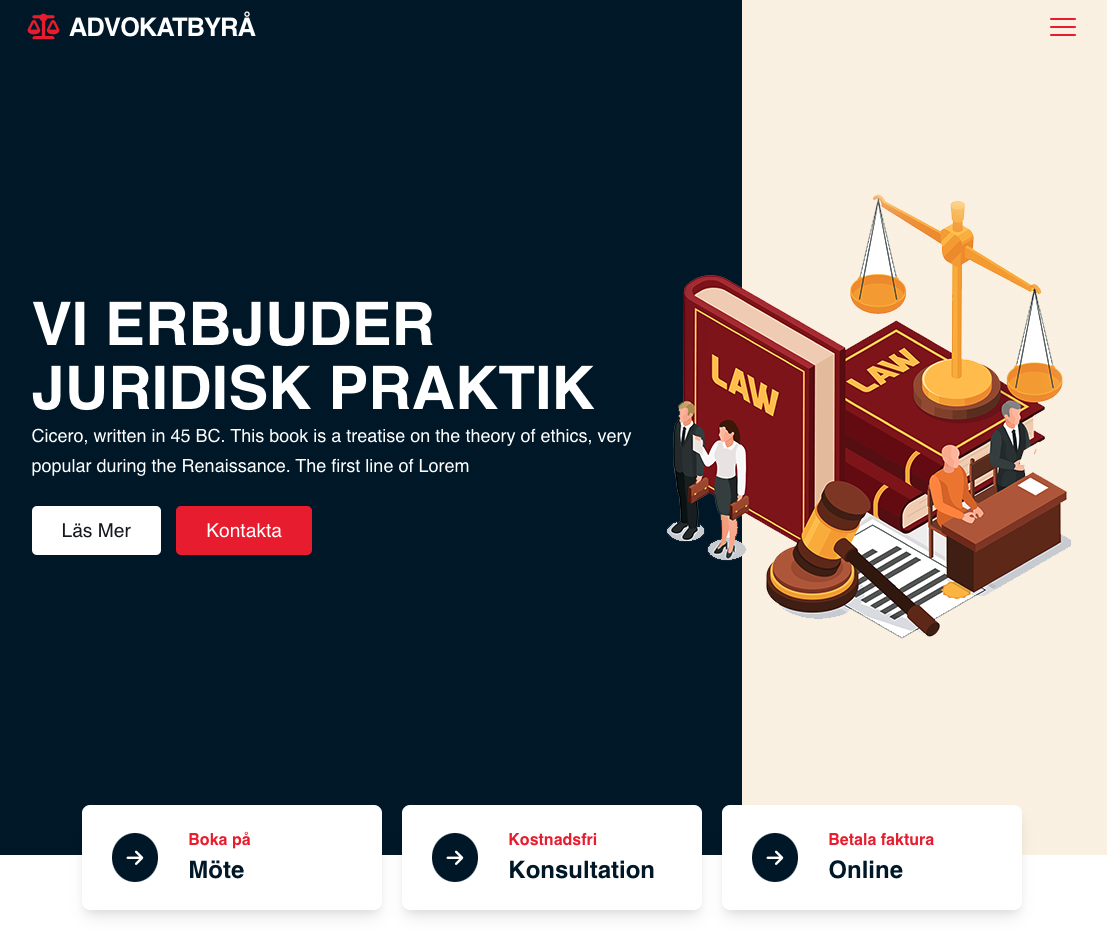 ADVOKATBYRÅ
VI ERBJUDER
JURIDISK PRAKTIK
Cicero, written in 45 BC. This book is a treatise on the theory of ethics, very
popular during the Renaissance. The first line of Lorem
Läs Mer
Kontakta
LAW
LAW
Boka på
Möte
Kostnadsfri
Konsultation
Betala faktura
Online